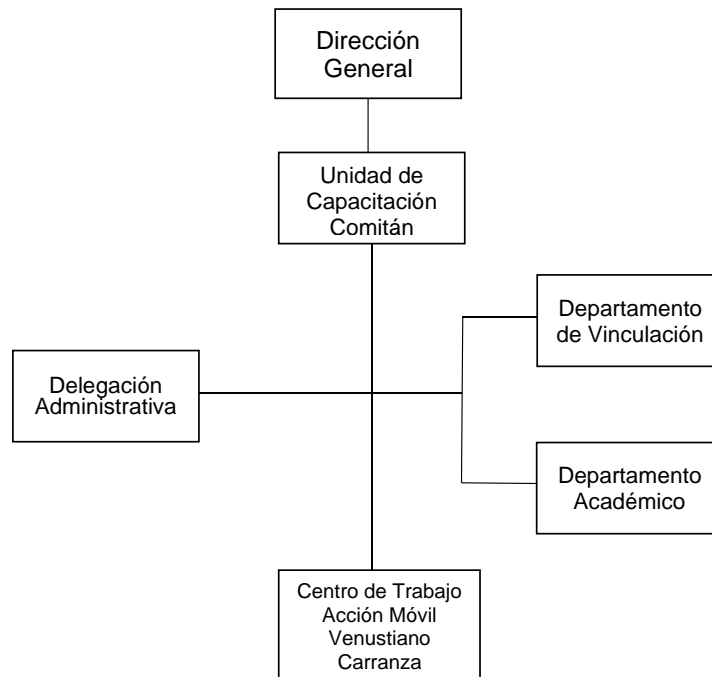 Dirección
General
Unidad de
Capacitación
Comitán
Departamento
de Vinculación
Delegación
Administrativa
Departamento
Académico
Centro de Trabajo
Acción Móvil
Venustiano
Carranza